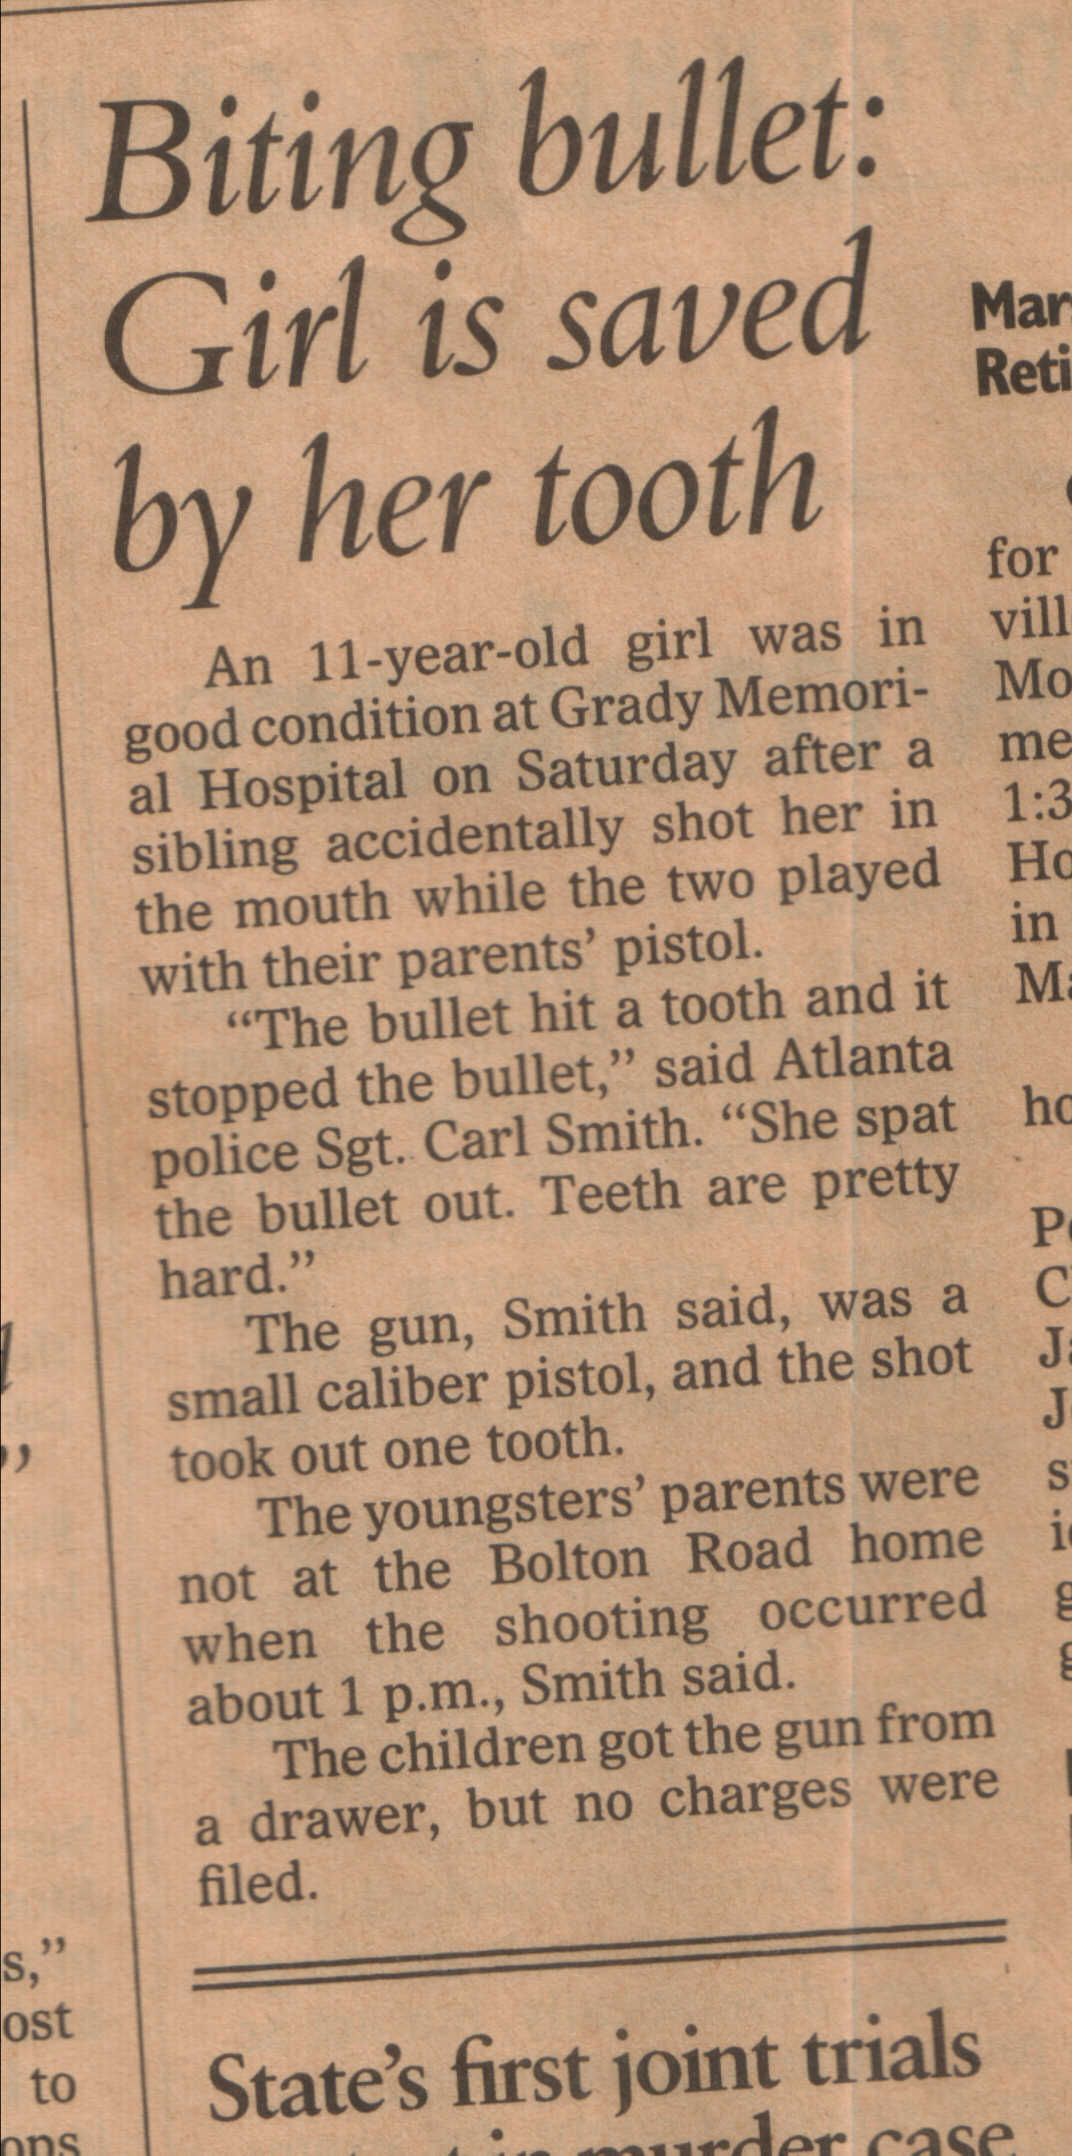 Biting bullet:
Girl is saved
by her tooth
An 11-year-old girl was in
good condition at Grady Memori-
al Hospital on Saturday after a
sibling accidentally shot her in
the mouth while the two played
with their parents’ pistol.
“The bullet hit a tooth and it
stopped the bullet,” said Atlanta
police Sgt. Carl Smith. “She spat
the bullet out. Teeth are pretty
hard.”
The gun, Smith said, was a
small caliber pistol, and the shot
took out one tooth.
The youngsters’ parents were
not at the Bolton Road home
when the shooting occurred
about 1 p.m., Smith said.
The children got the gun from
a drawer, but no charges were
filed.
State’s first joint trials
in murder case
s,”
ost
to
ons
Mar
Reti
for
vill
Mo
me
1:3
Ho
in
Ma
ho
Po
C
Ja
J
s
i
g
g